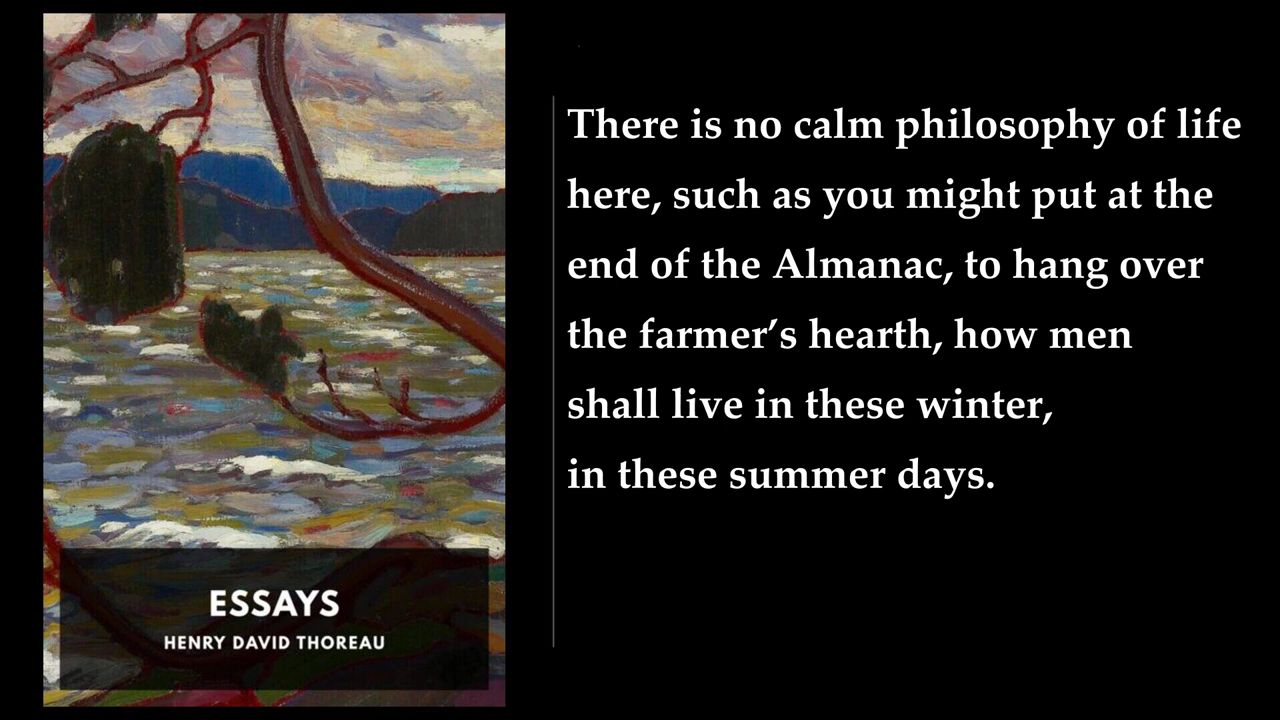 ESSAYS
HENRY DAVID THOREAU
There is no calm philosophy of life
here, such as you might put at the
end of the Almanac, to hang over
the farmer’s hearth, how men
shall live in these winter,
in these summer days.